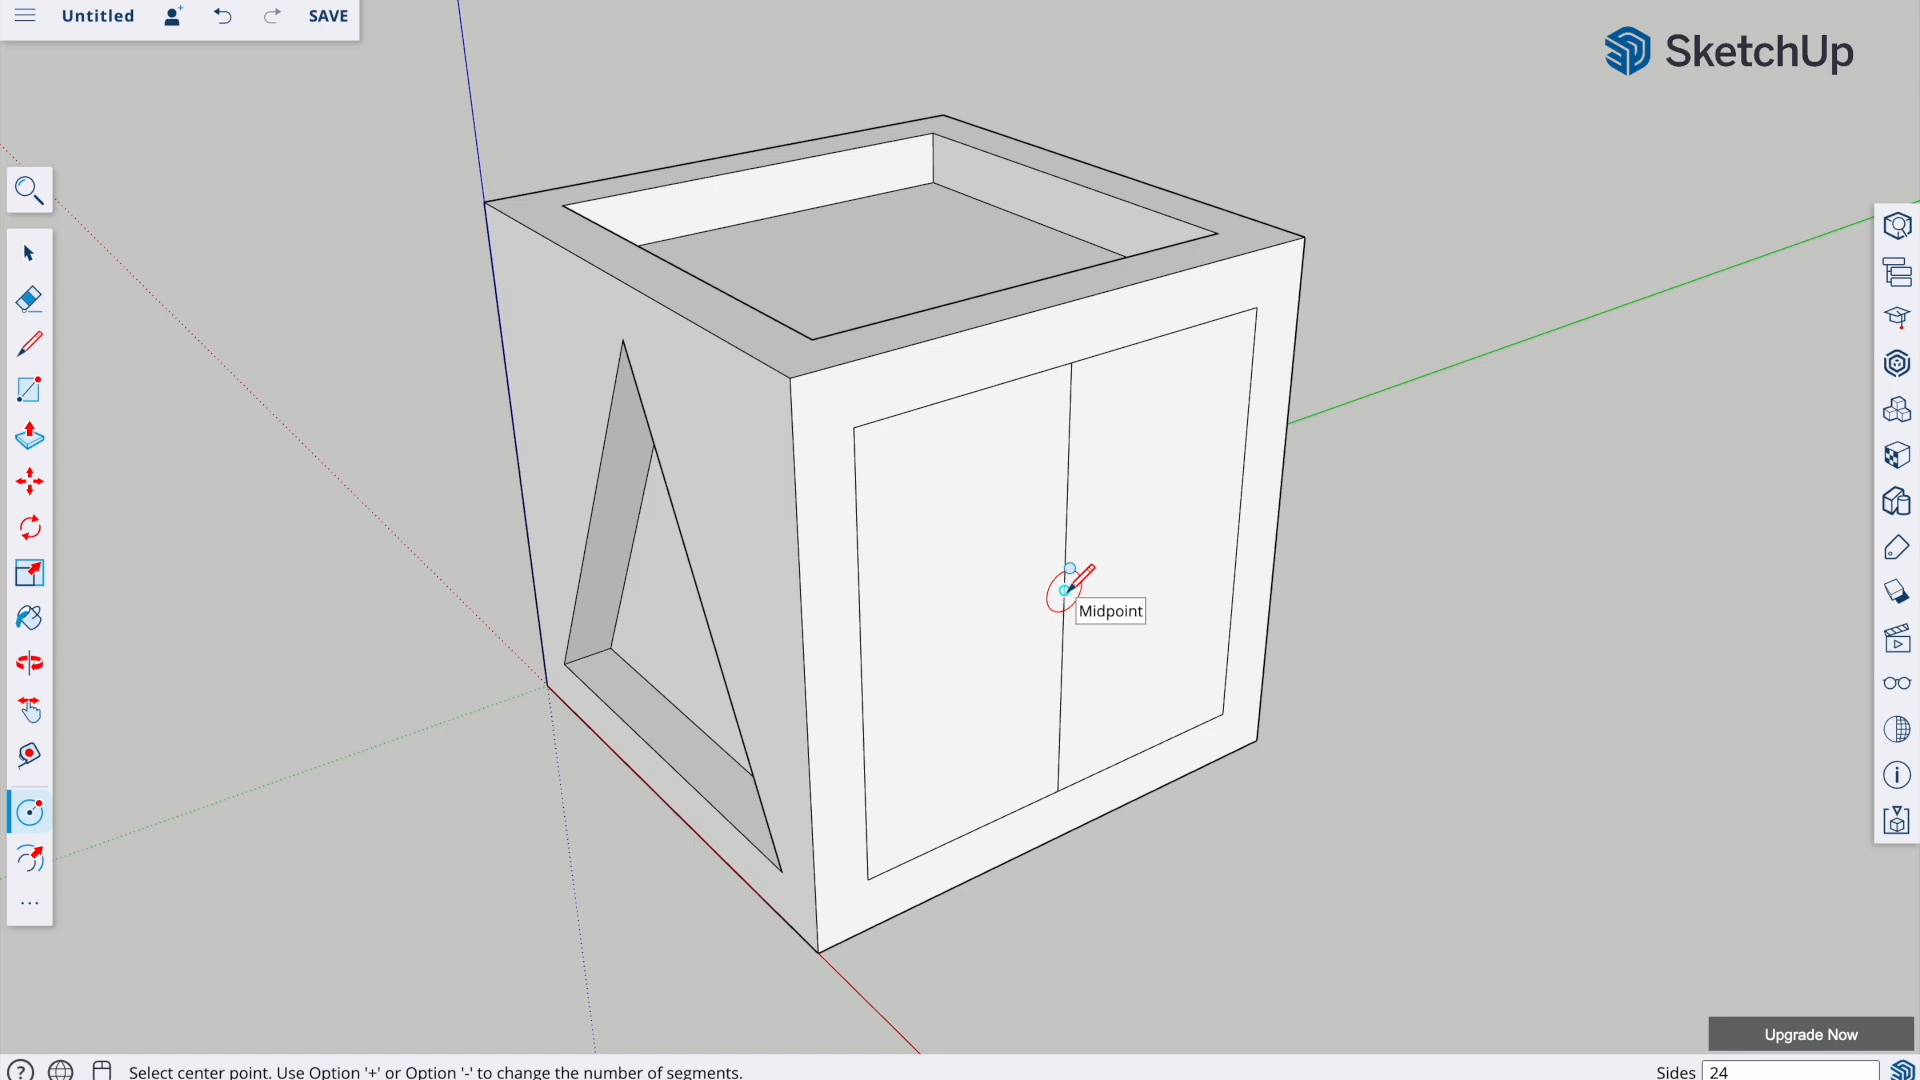 Untitled
SAVE
SketchUp
Midpoint
Upgrade Now
Select center point. Use Option '+' or Option '-' to change the number of segments.
Sides 24